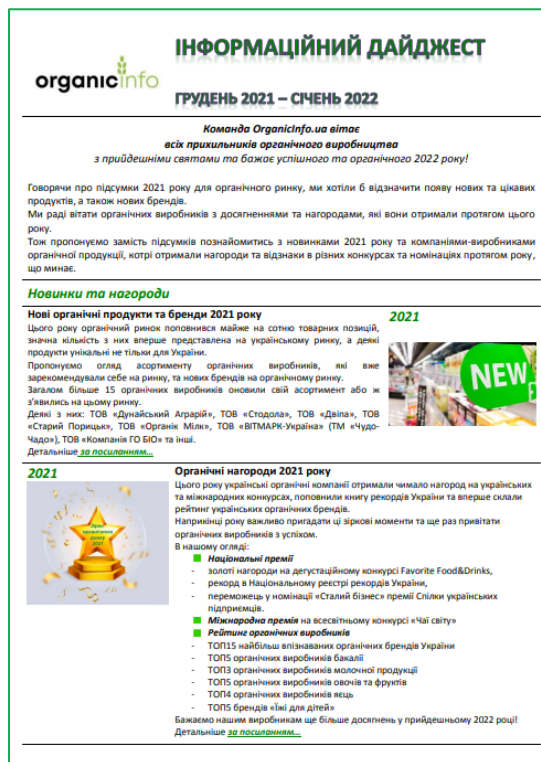 ІНФОРМАЦІЙНИЙ ДАЙДЖЕСТ
organicinfo
ГРУДЕНЬ 2021 – СІЧЕНЬ 2022
Команда OrganicInfo.ua вітає
всіх прихильників органічного виробництва
з прийдешніми святами та бажає успішного та органічного 2022 року!
Говорячи про підсумки 2021 року для органічного ринку, ми хотіли б відзначити появу нових та цікавих
продуктів, а також нових брендів.
Ми раді вітати органічних виробників з досягненнями та нагородами, які вони отримали протягом цього
року.
Тож пропонуємо замість підсумків познайомитись з новинками 2021 року та компаніями-виробниками
органічної продукції, котрі отримали нагороди та відзнаки в різних конкурсах та номінаціях протягом року,
що минає.
Новинки та нагороди
Нові органічні продукти та бренди 2021 року
Цього року органічний ринок поповнився майже на сотню товарних позицій,
значна кількість з них вперше представлена на українському ринку, а деякі
продукти унікальні не тільки для України.
Пропонуємо огляд асортименту органічних виробників, які вже
зарекомендували себе на ринку, та нових брендів на органічному ринку.
Загалом більше 15 органічних виробників оновили свій асортимент або ж
з'явились на цьому ринку.
Деякі з них: ТОВ «Дунайський Аграрій», ТОВ «Стодола», ТОВ «Двіпа», ТОВ
«Старий Порицьк», ТОВ «Органік Мілк», ТОВ «ВІТМАРК-Україна» (ТМ «Чудо-
Чадо»), ТОВ «Компанія ГО БІО» та інші.
Детальніше за посиланням...
2021
NEW
2021
Зірки
органічного
ринку
2021
Органічні нагороди 2021 року
Цього року українські органічні компанії отримали чимало нагород на українських
та міжнародних конкурсах, поповнили книгу рекордів України та вперше склали
рейтинг українських органічних брендів.
Наприкінці року важливо пригадати ці зіркові моменти та ще раз привітати
органічних виробників з успіхом.
В нашому огляді:
Національні премії
- золоті нагороди на дегустаційному конкурсі Favorite Food&Drinks,
- рекорд в Національному реєстрі рекордів України,
- переможець у номінації «Сталий бізнес» премії Спілки українських
підприємців.
Міжнародна премія на всесвітньому конкурсі «Чаї світу»
Рейтинг органічних виробників
- ТОП15 найбільш впізнаваних органічних брендів України
- ТОП5 органічних виробників бакалії
- ТОП3 органічних виробників молочної продукції
- ТОП5 органічних виробників овочів та фруктів
- ТОП4 органічних виробників яєць
- ТОП5 брендів «Їжі для дітей»
Бажаємо нашим виробникам ще більше досягнень у прийдешньому 2022 році!
Детальніше за посиланням...